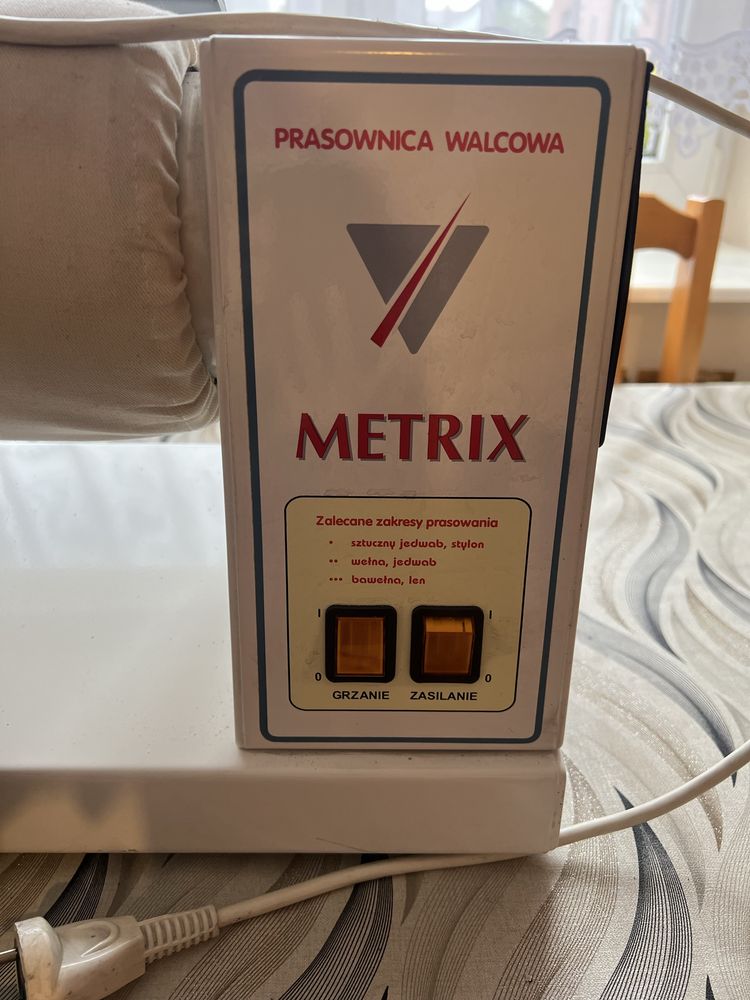 PRASOWNICA WALCOWA
METRIX
Zalecane zakresy prasowania
• sztuczny jedwab, stylon
•• wełna, jedwab
••• bawełna, len
I I
0 0
GRZANIE ZASILANIE